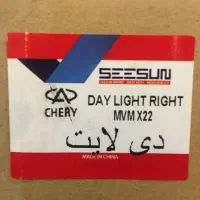 SEESUN
CHERY
DAY LIGHT RIGHT
MVM X22
دی لایت
MADE IN CHINA